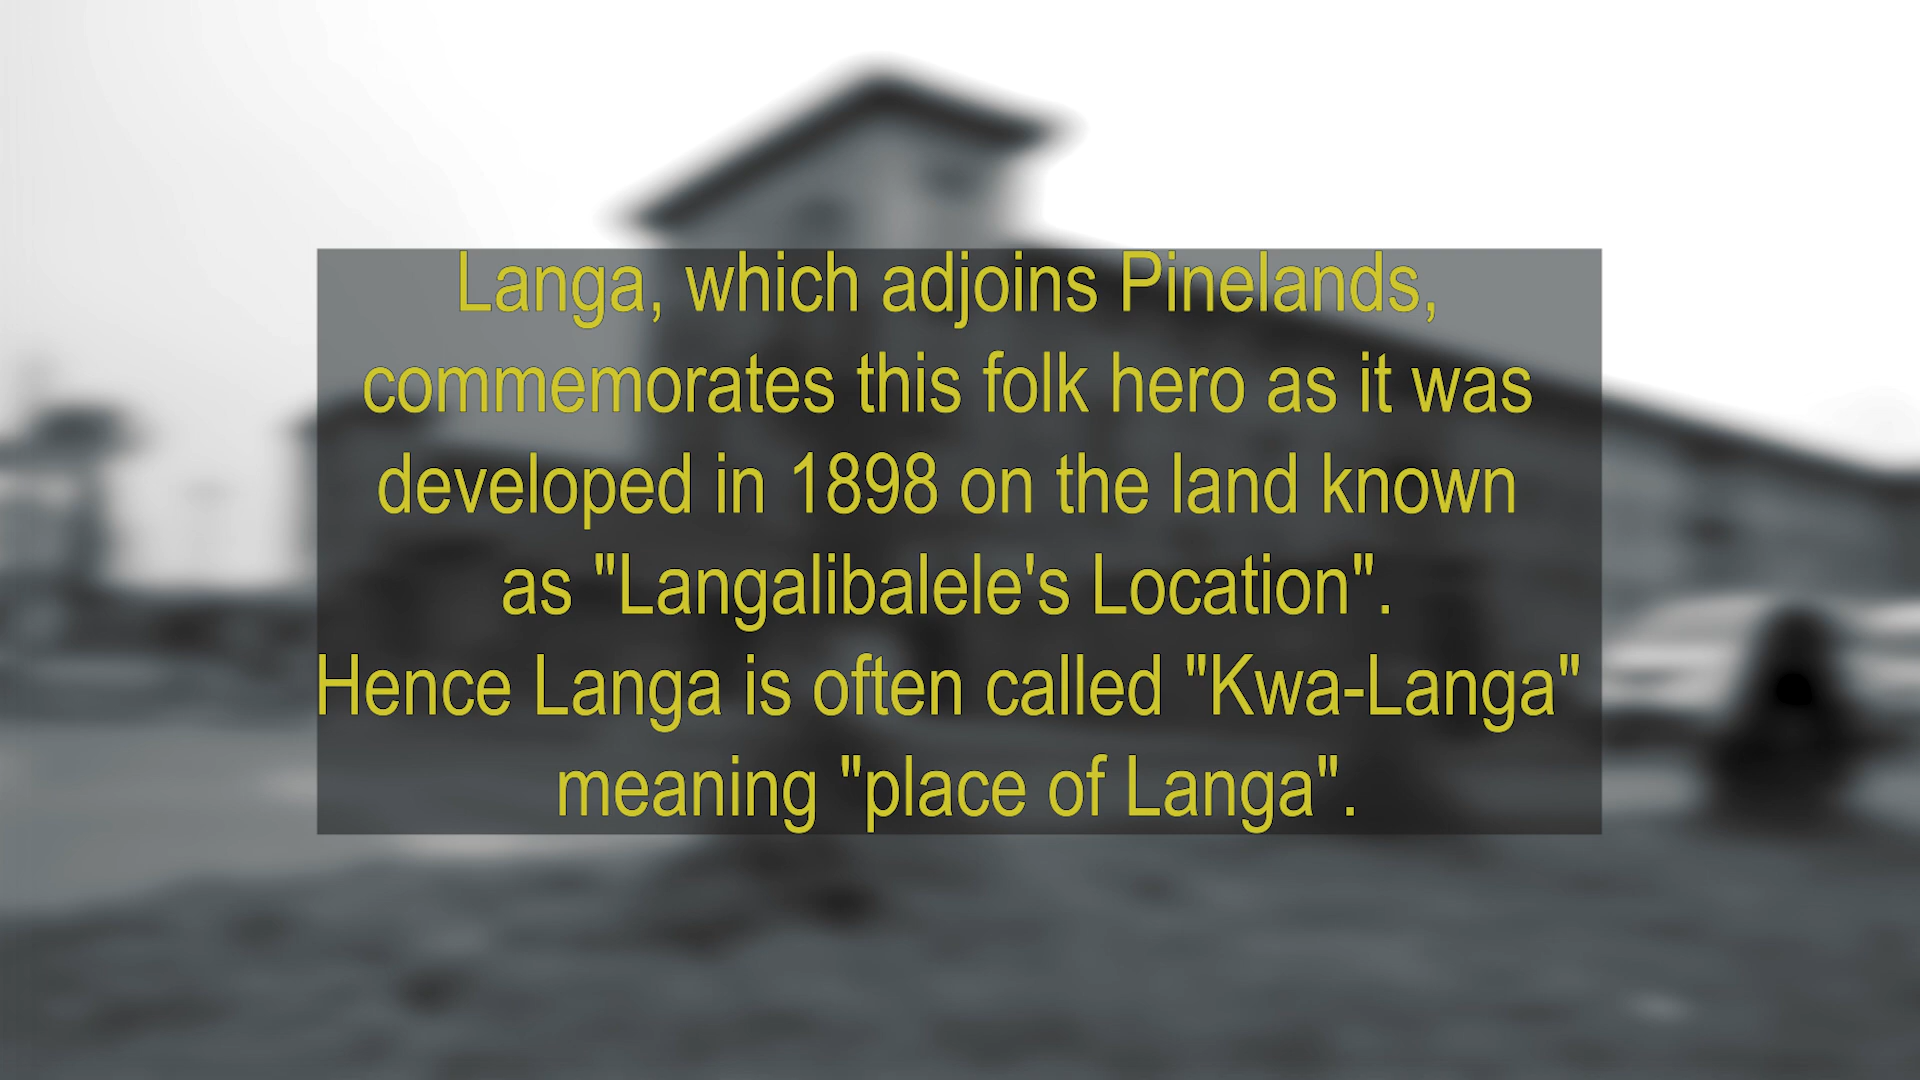 Langa, which adjoins Pinelands,
commemorates this folk hero as it was
developed in 1898 on the land known
as "Langalibalele's Location".
Hence Langa is often called "Kwa-Langa"
meaning "place of Langa".